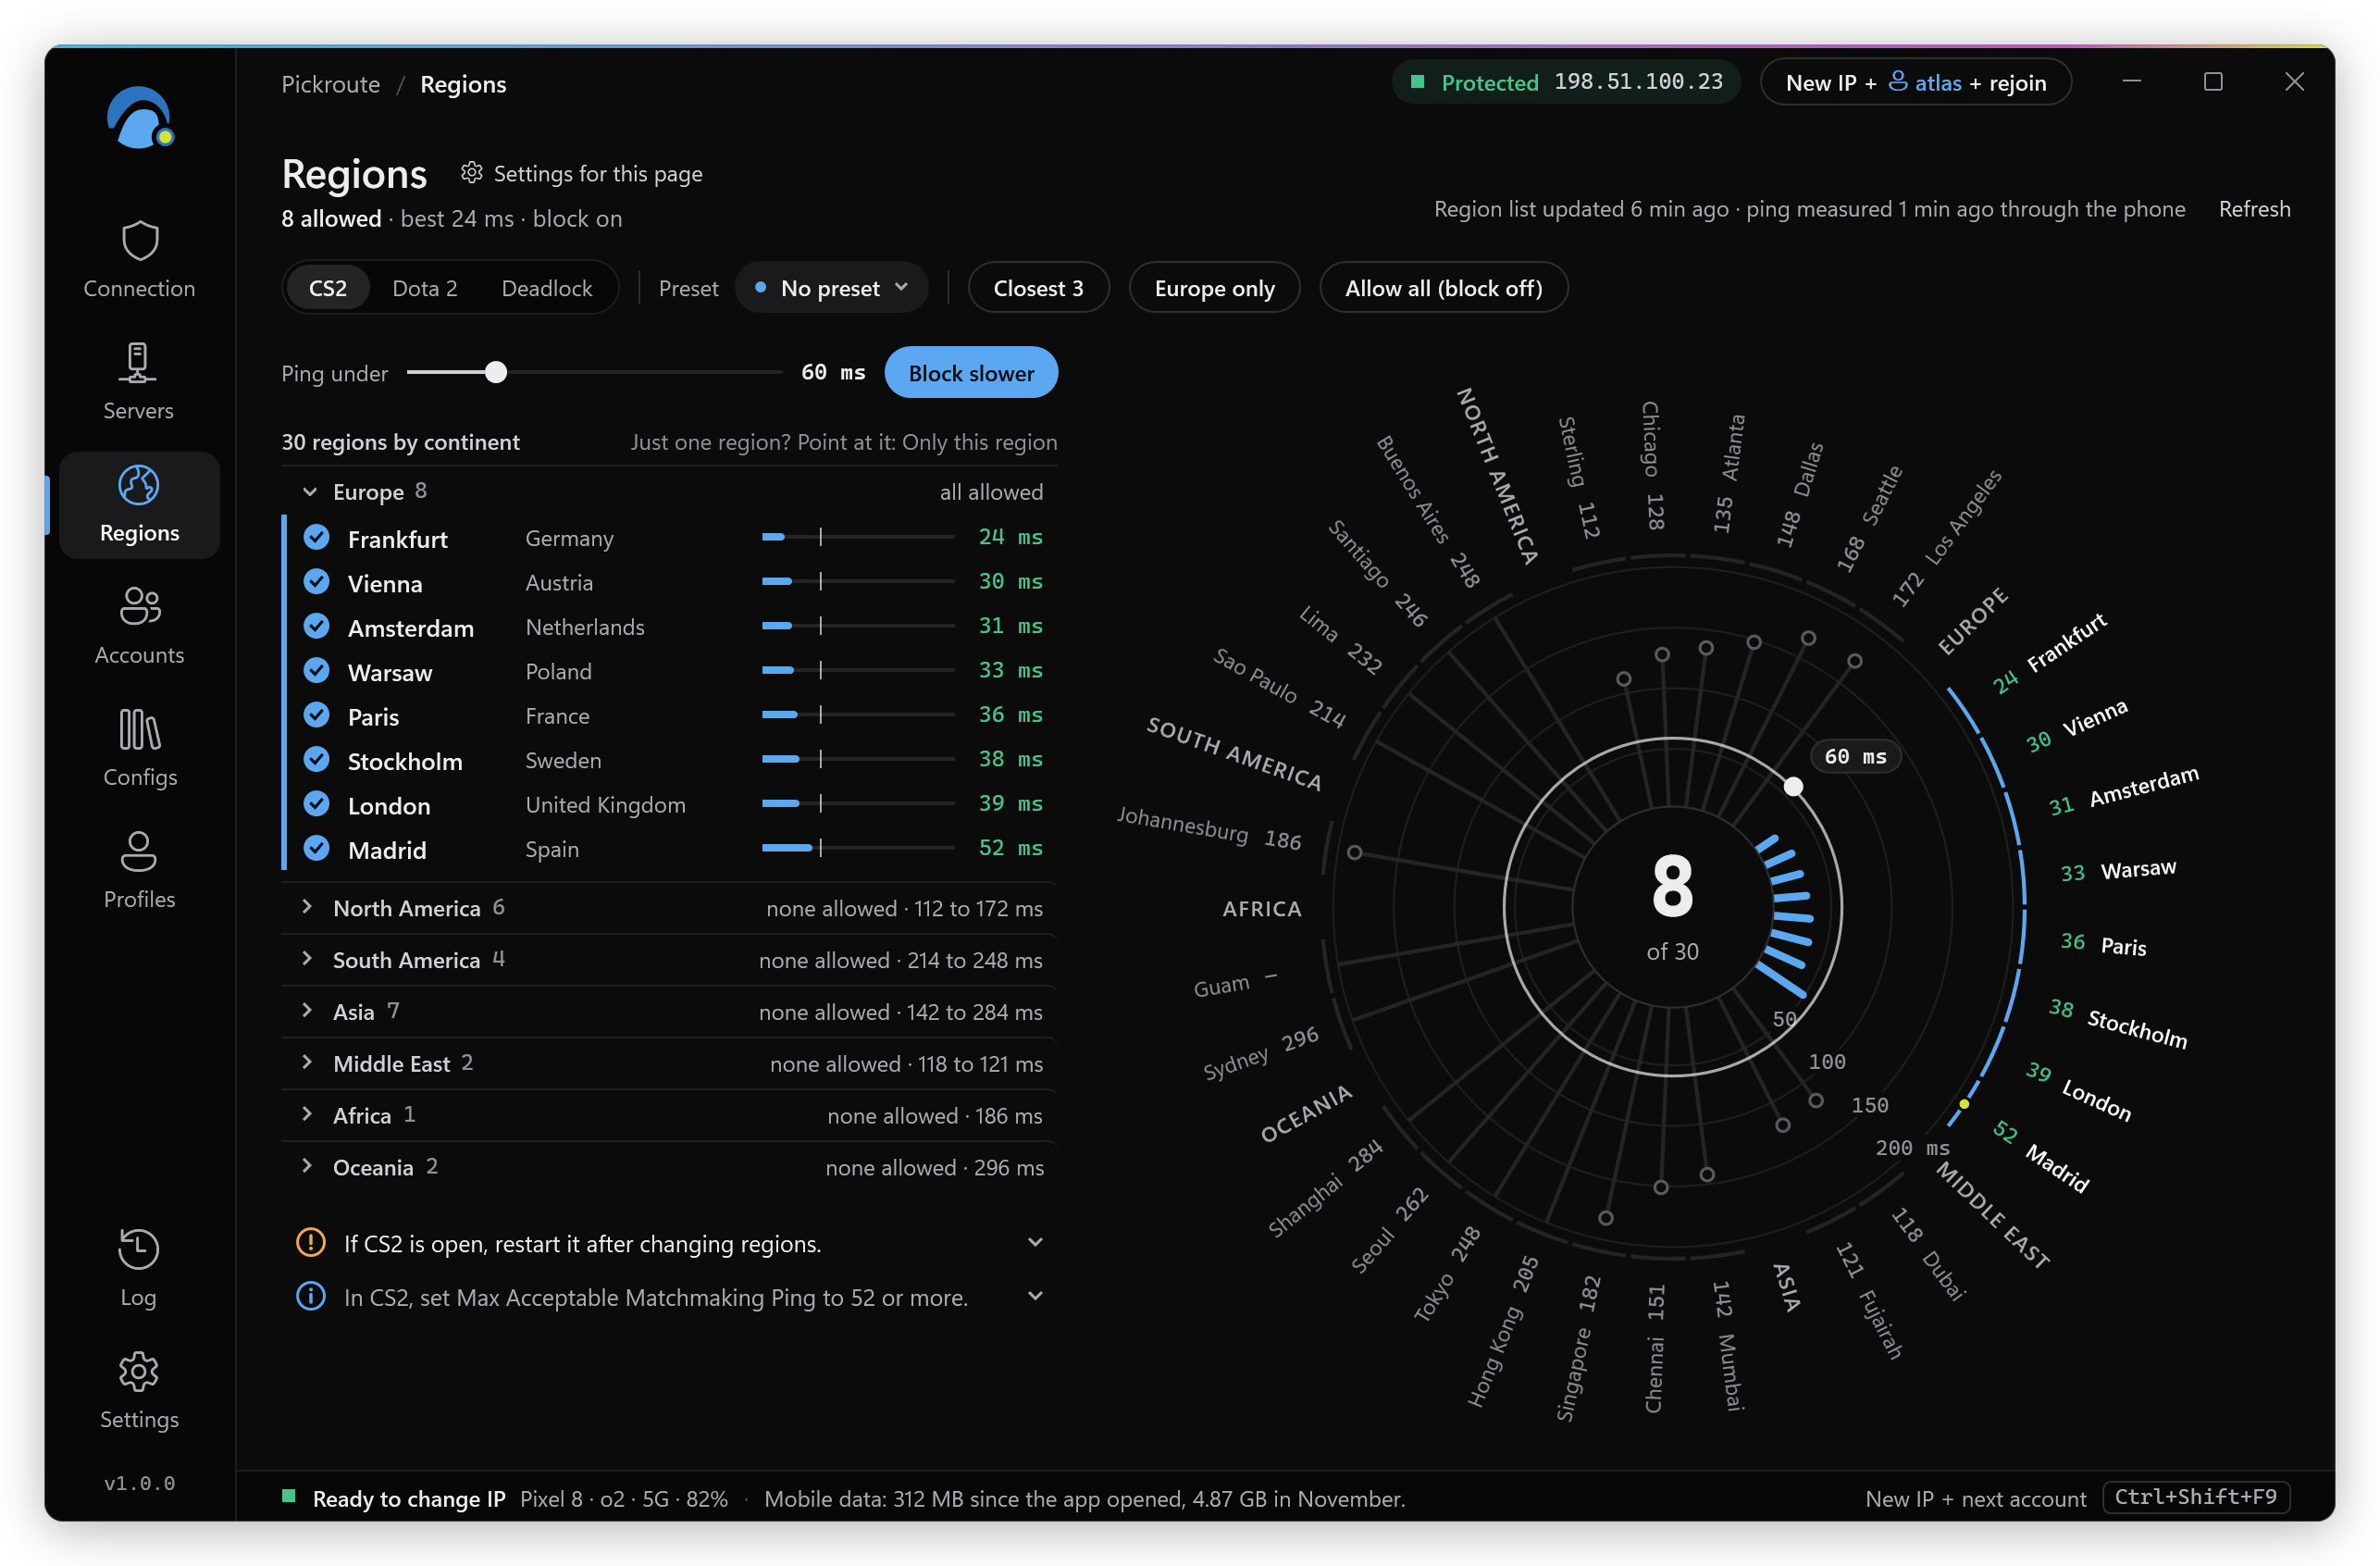 Pickroute / Regions
Protected 198.51.100.23
New IP + atlas + rejoin
Regions
Settings for this page
8 allowed · best 24 ms · block on
Region list updated 6 min ago · ping measured 1 min ago through the phone
Refresh
CS2
Dota 2
Deadlock
Preset
No preset
Closest 3
Europe only
Allow all (block off)
Ping under
60 ms
Block slower
30 regions by continent
Just one region? Point at it: Only this region
Europe 8
all allowed
Frankfurt Germany 24 ms
Vienna Austria 30 ms
Amsterdam Netherlands 31 ms
Warsaw Poland 33 ms
Paris France 36 ms
Stockholm Sweden 38 ms
London United Kingdom 39 ms
Madrid Spain 52 ms
North America 6 none allowed · 112 to 172 ms
South America 4 none allowed · 214 to 248 ms
Asia 7 none allowed · 142 to 284 ms
Middle East 2 none allowed · 118 to 121 ms
Africa 1 none allowed · 186 ms
Oceania 2 none allowed · 296 ms
If CS2 is open, restart it after changing regions.
In CS2, set Max Acceptable Matchmaking Ping to 52 or more.
Connection
Servers
Regions
Accounts
Configs
Profiles
Log
Settings
v1.0.0
NORTH AMERICA
Sterling 112
Chicago 128
135 Atlanta
148 Dallas
168 Seattle
172 Los Angeles
EUROPE
24 Frankfurt
30 Vienna
31 Amsterdam
33 Warsaw
36 Paris
38 Stockholm
39 London
52 Madrid
MIDDLE EAST
118 Dubai
121 Fujairah
ASIA
142 Mumbai
Chennai 151
Singapore 182
Hong Kong 205
Tokyo 248
Seoul 262
Shanghai 284
OCEANIA
Sydney 296
Guam –
AFRICA
Johannesburg 186
SOUTH AMERICA
Sao Paulo 214
Lima 232
Santiago 246
Buenos Aires 248
60 ms
8
of 30
50
100
150
200 ms
Ready to change IP Pixel 8 · o2 · 5G · 82% · Mobile data: 312 MB since the app opened, 4.87 GB in November.
New IP + next account Ctrl+Shift+F9